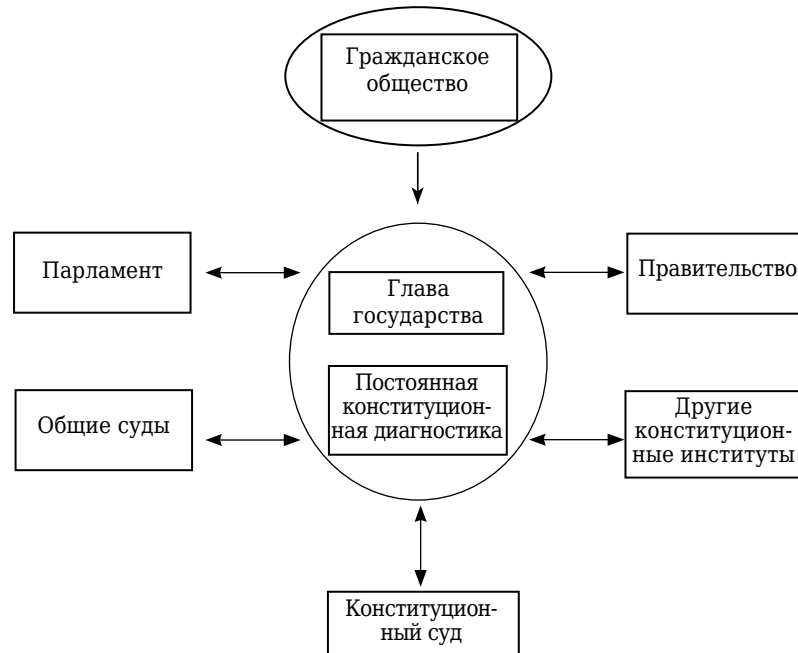 Гражданское
общество
Парламент
Глава
государства
Правительство
Общие суды
Постоянная
конституцион-
ная диагностика
Другие
конституцион-
ные институты
Конституцион-
ный суд